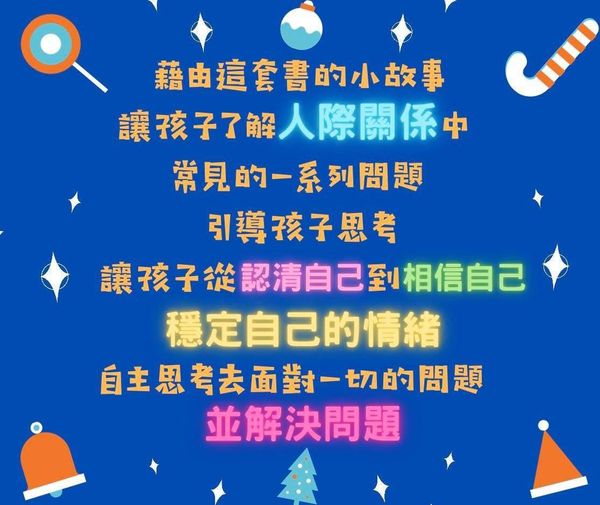 藉由這套書的小故事
讓孩子了解人際關係中
常見的一系列問題
引導孩子思考
讓孩子從認清自己到相信自己
穩定自己的情緒
自主思考去面對一切的問題
並解決問題